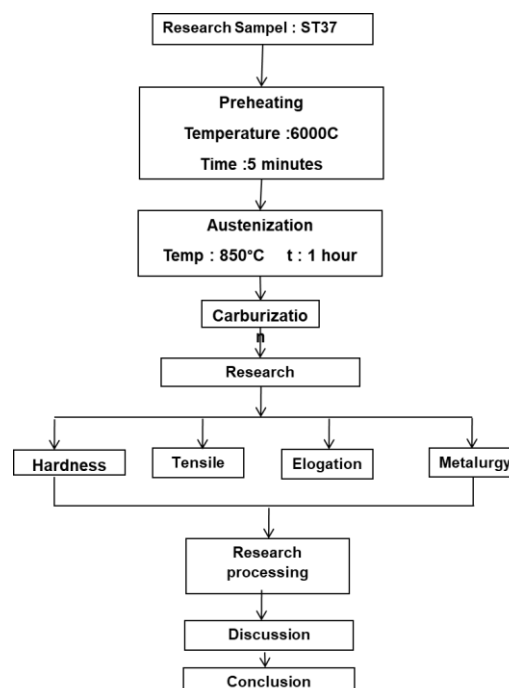 Research Sampel : ST37
Preheating
Temperature :6000C
Time :5 minutes
Austenization
Temp : 850°C t : 1 hour
Carburizatio
n
Research
Hardness Tensile Elogation Metalurgy
Research
processing
Discussion
Conclusion